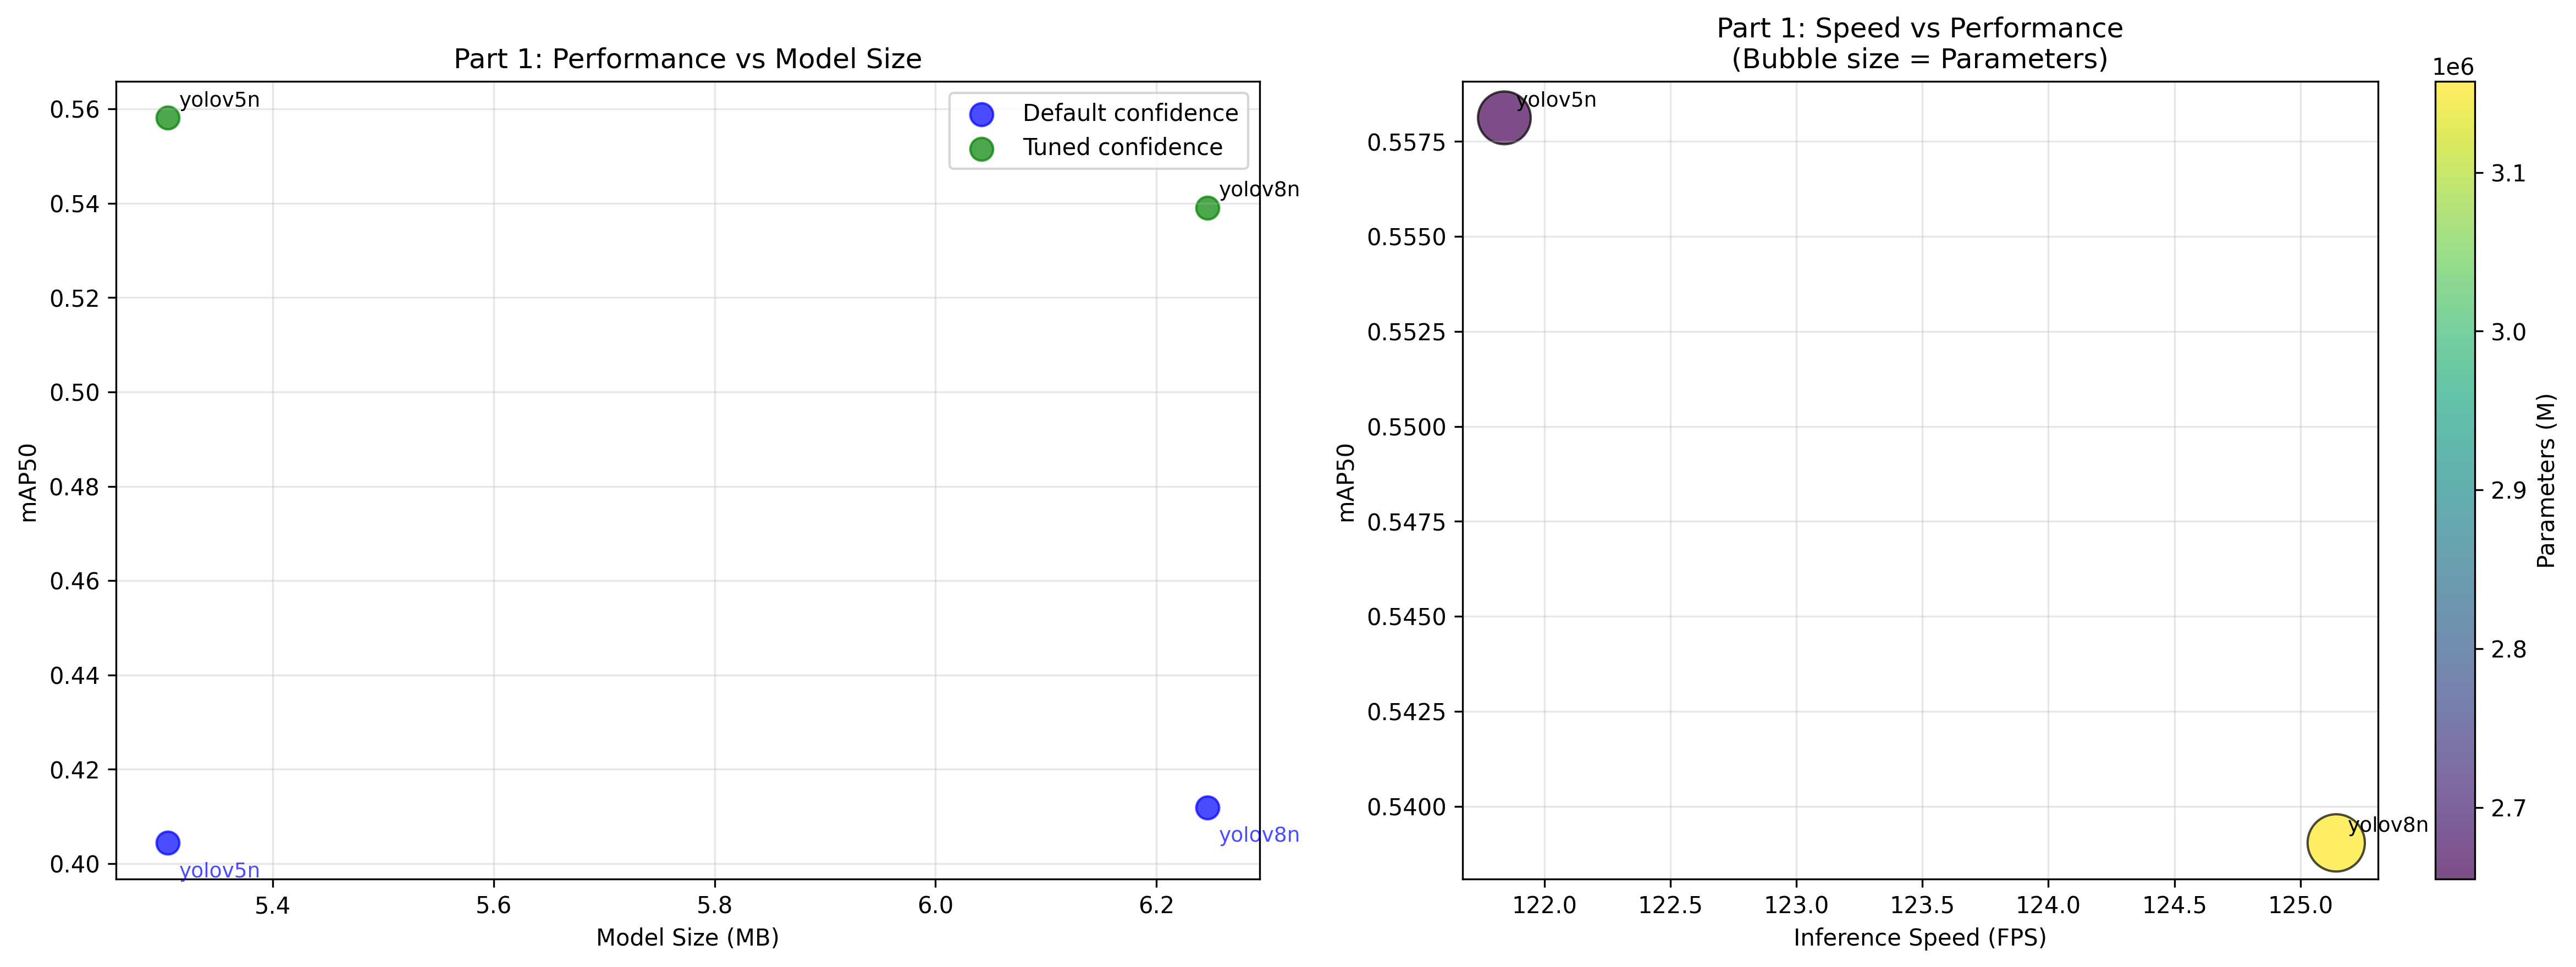 Part 1: Performance vs Model Size
0.56
0.54
0.52
0.50
0.48
0.46
0.44
0.42
0.40
mAP50
yolov5n
Default confidence
Tuned confidence
yolov8n
yolov8n
yolov5n
5.4
5.6
5.8
6.0
6.2
Model Size (MB)
Part 1: Speed vs Performance
(Bubble size = Parameters)
0.5575
0.5550
0.5525
0.5500
0.5475
0.5450
0.5425
0.5400
mAP50
yolov5n
yolov8n
122.0
122.5
123.0
123.5
124.0
124.5
125.0
Inference Speed (FPS)
1e6
3.1
3.0
2.9
2.8
2.7
Parameters (M)